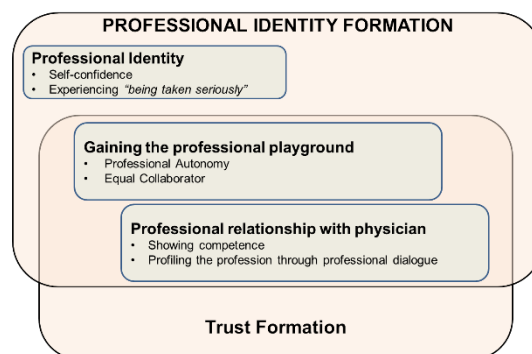 PROFESSIONAL IDENTITY FORMATION
Professional Identity
• Self-confidence
• Experiencing “being taken seriously”
Gaining the professional playground
• Professional Autonomy
• Equal Collaborator
Professional relationship with physician
• Showing competence
• Profiling the profession through professional dialogue
Trust Formation